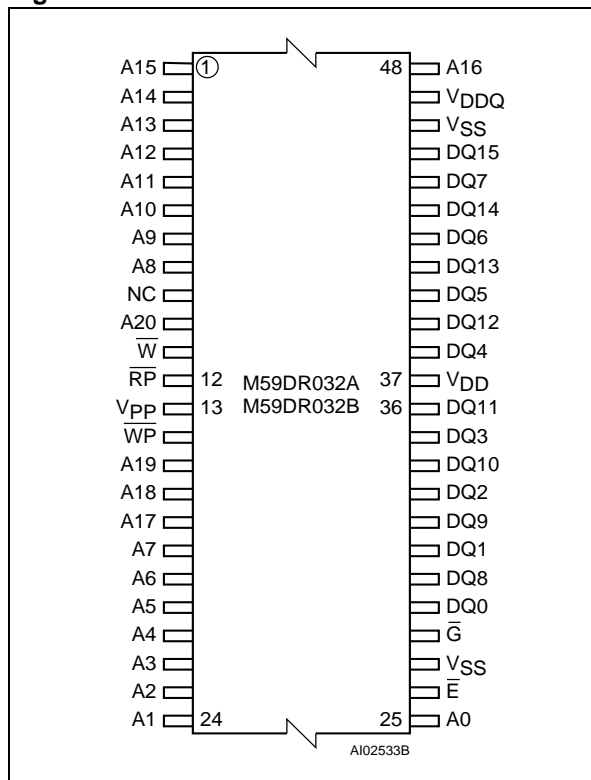 A15 1 48 A16
A14 VDDQ
A13 VSS
A12 DQ15
A11 DQ7
A10 DQ14
A9 DQ6
A8 DQ13
NC DQ5
A20 DQ12
W̅ DQ4
R̅P̅ 12 M59DR032A 37 VDD
VPP 13 M59DR032B 36 DQ11
W̅P̅ DQ3
A19 DQ10
A18 DQ2
A17 DQ9
A7 DQ1
A6 DQ8
A5 DQ0
A4 G̅
A3 VSS
A2 E̅
A1 24 25 A0
AI02533B